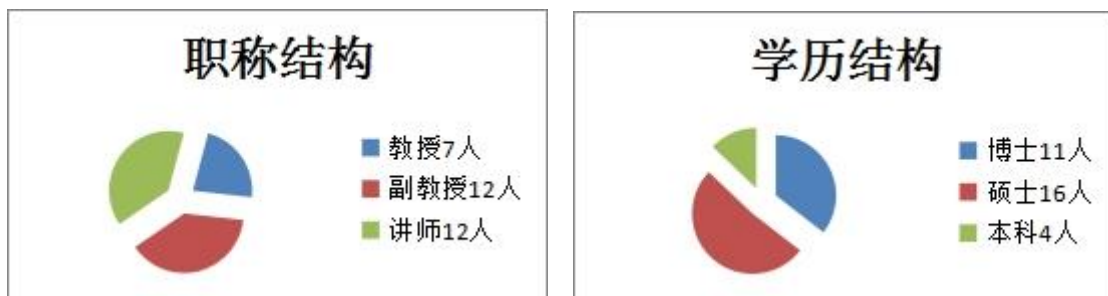 职称结构
教授7人
副教授12人
讲师12人
学历结构
博士11人
硕士16人
本科4人